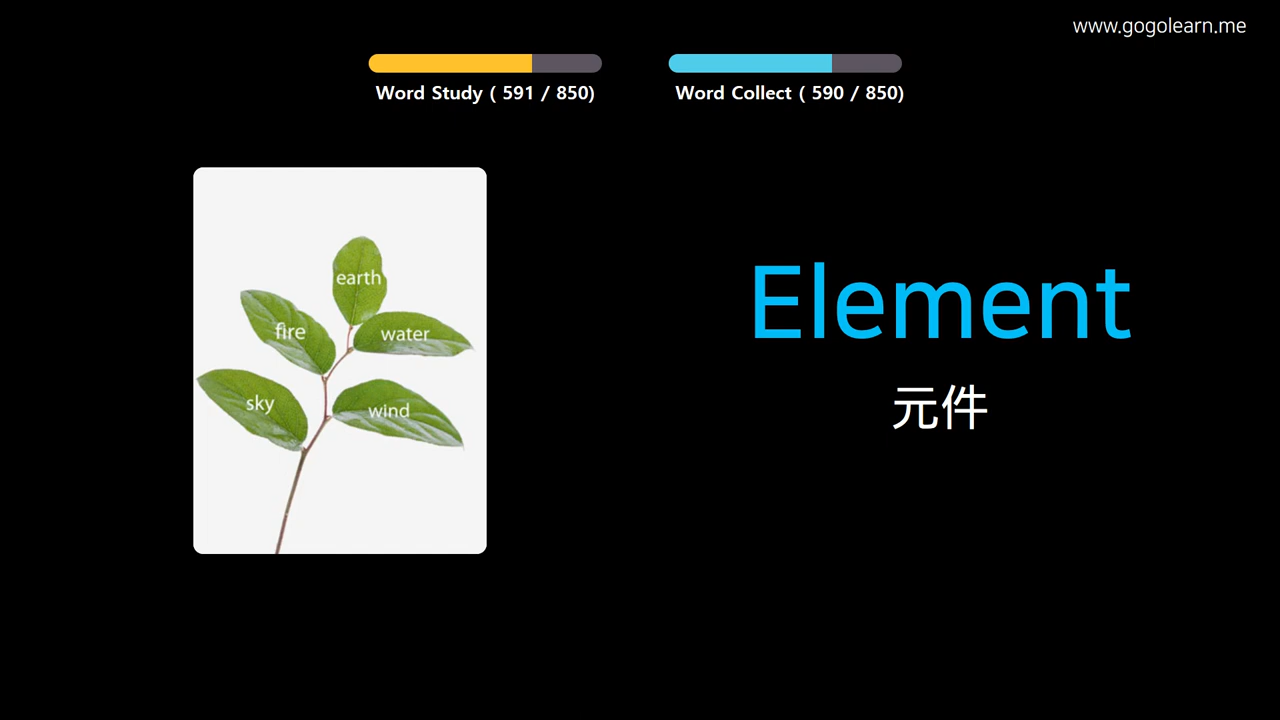 www.gogolearn.me
Word Study ( 591 / 850)
Word Collect ( 590 / 850)
earth
fire
water
sky
wind
Element
元件